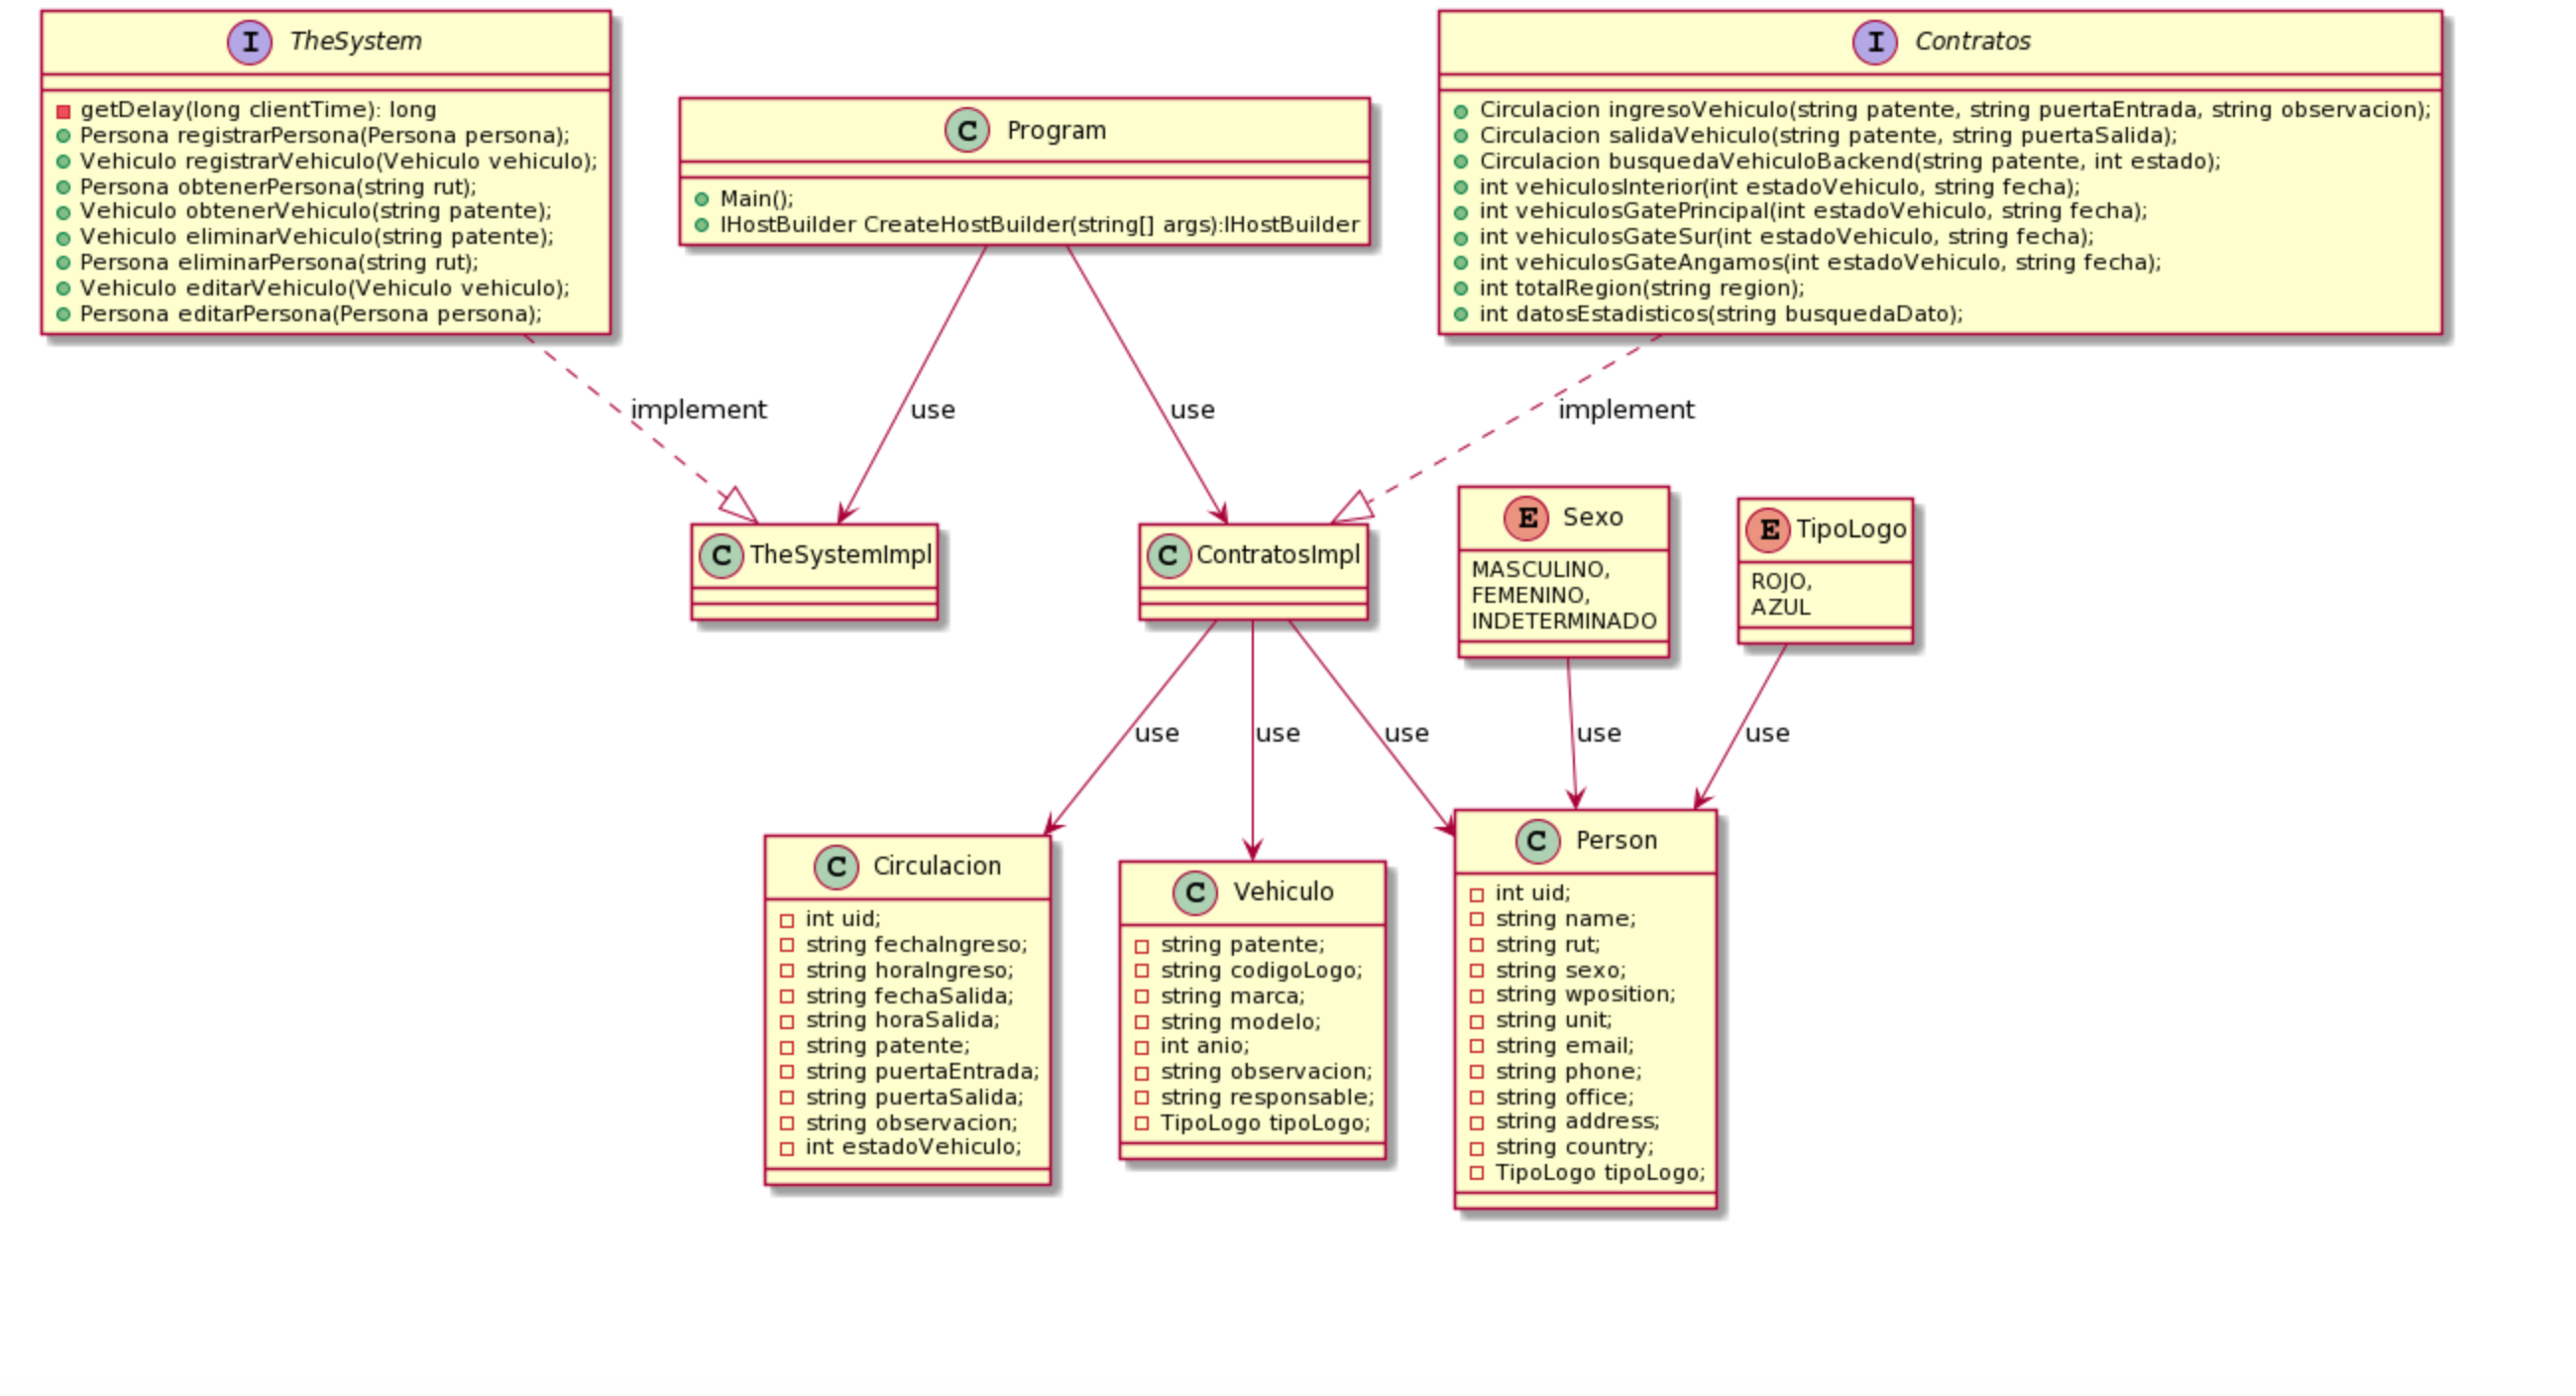 I TheSystem
getDelay(long clientTime): long
Persona registrarPersona(Persona persona);
Vehiculo registrarVehiculo(Vehiculo vehiculo);
Persona obtenerPersona(string rut);
Vehiculo obtenerVehiculo(string patente);
Vehiculo eliminarVehiculo(string patente);
Persona eliminarPersona(string rut);
Vehiculo editarVehiculo(Vehiculo vehiculo);
Persona editarPersona(Persona persona);
C Program
Main();
IHostBuilder CreateHostBuilder(string[] args):IHostBuilder
I Contratos
Circulacion ingresoVehiculo(string patente, string puertaEntrada, string observacion);
Circulacion salidaVehiculo(string patente, string puertaSalida);
Circulacion busquedaVehiculoBackend(string patente, int estado);
int vehiculosInterior(int estadoVehiculo, string fecha);
int vehiculosGatePrincipal(int estadoVehiculo, string fecha);
int vehiculosGateSur(int estadoVehiculo, string fecha);
int vehiculosGateAngamos(int estadoVehiculo, string fecha);
int totalRegion(string region);
int datosEstadisticos(string busquedaDato);
implement
use
use
implement
C TheSystemImpl
C ContratosImpl
E Sexo
MASCULINO,
FEMENINO,
INDETERMINADO
E TipoLogo
ROJO,
AZUL
use
use
use
use
use
C Circulacion
int uid;
string fechaIngreso;
string horaIngreso;
string fechaSalida;
string horaSalida;
string patente;
string puertaEntrada;
string puertaSalida;
string observacion;
int estadoVehiculo;
C Vehiculo
string patente;
string codigoLogo;
string marca;
string modelo;
int anio;
string observacion;
string responsable;
TipoLogo tipoLogo;
C Person
int uid;
string name;
string rut;
string sexo;
string wposition;
string unit;
string email;
string phone;
string office;
string address;
string country;
TipoLogo tipoLogo;